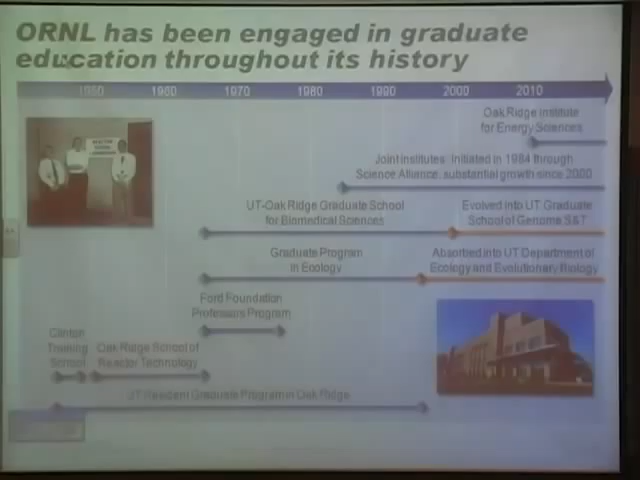 ORNL has been engaged in graduate
education throughout its history
1950 1960 1970 1980 1990 2000 2010
Oak Ridge Institute
for Energy Sciences
Joint institutes: Initiated in 1984 through
Science Alliance, substantial growth since 2000
UT-Oak Ridge Graduate School
for Biomedical Sciences
Evolved into UT Graduate
School of Genome S&T
Graduate Program
in Ecology
Absorbed into UT Department of
Ecology and Evolutionary Biology
Ford Foundation
Professors Program
Clinton
Training
School
Oak Ridge School of
Reactor Technology
UT Resident Graduate Program in Oak Ridge